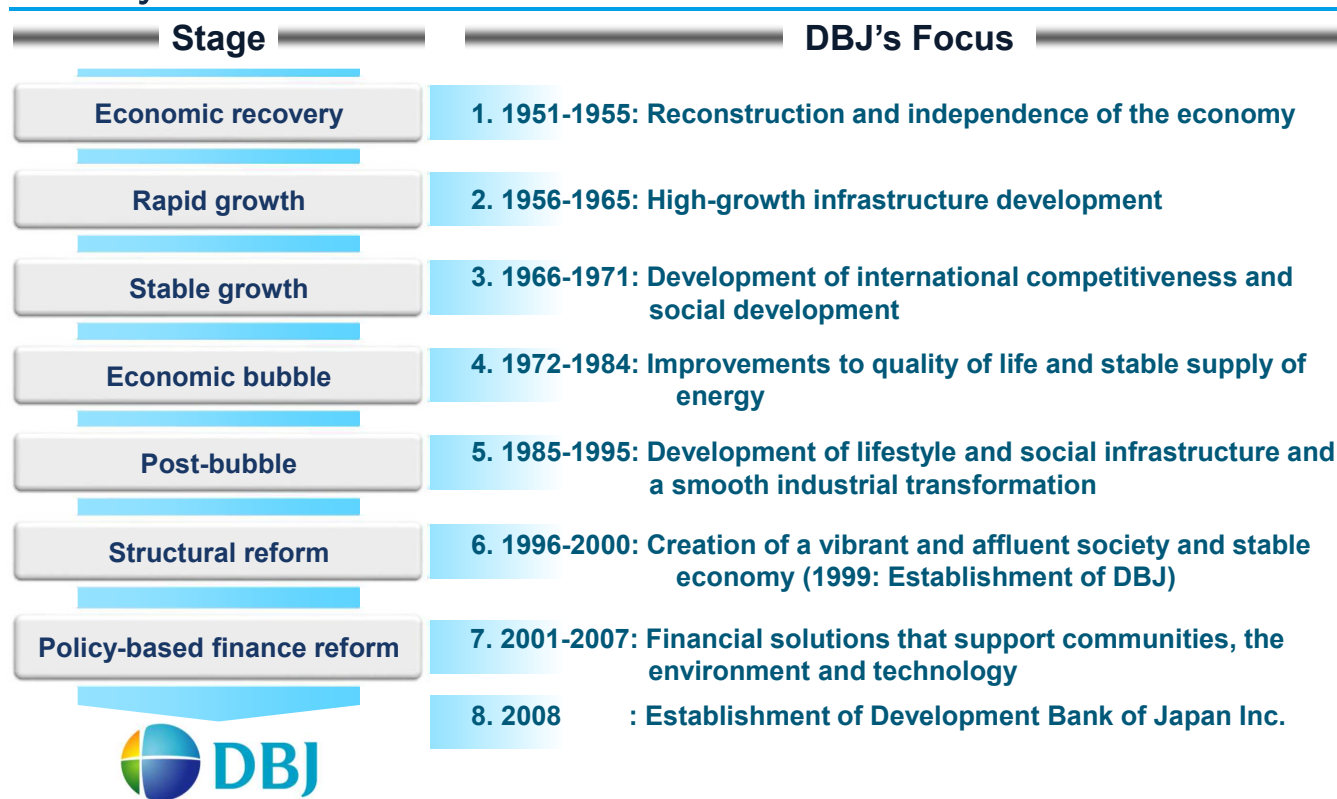 Stage
DBJ's Focus
Economic recovery
1. 1951-1955: Reconstruction and independence of the economy
Rapid growth
2. 1956-1965: High-growth infrastructure development
Stable growth
3. 1966-1971: Development of international competitiveness and
social development
Economic bubble
4. 1972-1984: Improvements to quality of life and stable supply of
energy
Post-bubble
5. 1985-1995: Development of lifestyle and social infrastructure and
a smooth industrial transformation
Structural reform
6. 1996-2000: Creation of a vibrant and affluent society and stable
economy (1999: Establishment of DBJ)
Policy-based finance reform
7. 2001-2007: Financial solutions that support communities, the
environment and technology
8. 2008 : Establishment of Development Bank of Japan Inc.
DBJ